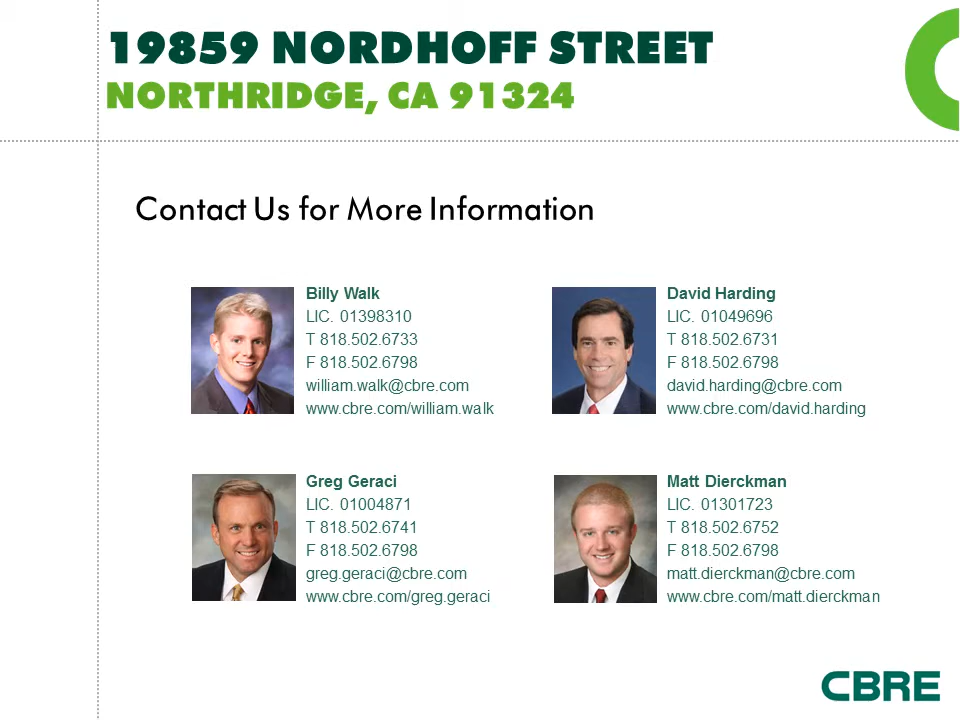 19859 NORDHOFF STREET
NORTHRIDGE, CA 91324
Contact Us for More Information
Billy Walk
LIC. 01398310
T 818.502.6733
F 818.502.6798
william.walk@cbre.com
www.cbre.com/william.walk
David Harding
LIC. 01049696
T 818.502.6731
F 818.502.6798
david.harding@cbre.com
www.cbre.com/david.harding
Greg Geraci
LIC. 01004871
T 818.502.6741
F 818.502.6798
greg.geraci@cbre.com
www.cbre.com/greg.geraci
Matt Dierckman
LIC. 01301723
T 818.502.6752
F 818.502.6798
matt.dierckman@cbre.com
www.cbre.com/matt.dierckman
CBRE